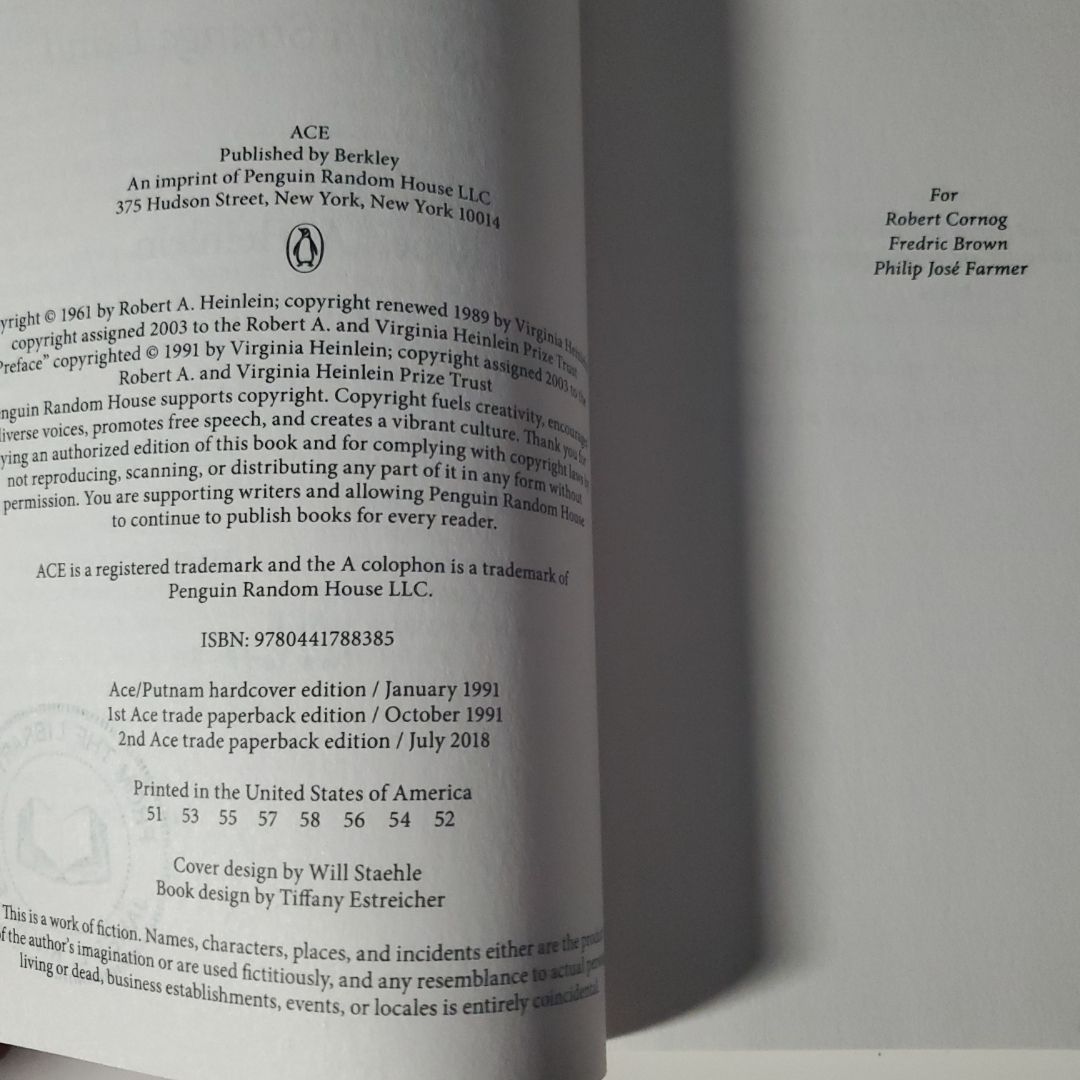 ACE
Published by Berkley
An imprint of Penguin Random House LLC
375 Hudson Street, New York, New York 10014
yright © 1961 by Robert A. Heinlein; copyright renewed 1989 by Virginia
copyright assigned 2003 to the Robert A. and Virginia Heinlein Prize Trust
reface” copyrighted © 1991 by Virginia Heinlein; copyright assigned 2003 to the
Robert A. and Virginia Heinlein Prize Trust
nguin Random House supports copyright. Copyright fuels creativity, encourage
iverse voices, promotes free speech, and creates a vibrant culture. Thank you for
ying an authorized edition of this book and for complying with copyright laws
not reproducing, scanning, or distributing any part of it in any form without
permission. You are supporting writers and allowing Penguin Random House
to continue to publish books for every reader.
ACE is a registered trademark and the A colophon is a trademark of
Penguin Random House LLC.
ISBN: 9780441788385
Ace/Putnam hardcover edition / January 1991
1st Ace trade paperback edition / October 1991
2nd Ace trade paperback edition / July 2018
Printed in the United States of America
51 53 55 57 58 56 54 52
Cover design by Will Staehle
Book design by Tiffany Estreicher
This is a work of fiction. Names, characters, places, and incidents either are the
f the author’s imagination or are used fictitiously, and any resemblance to actual
living or dead, business establishments, events, or locales is entirely coincidental.
For
Robert Cornog
Fredric Brown
Philip José Farmer